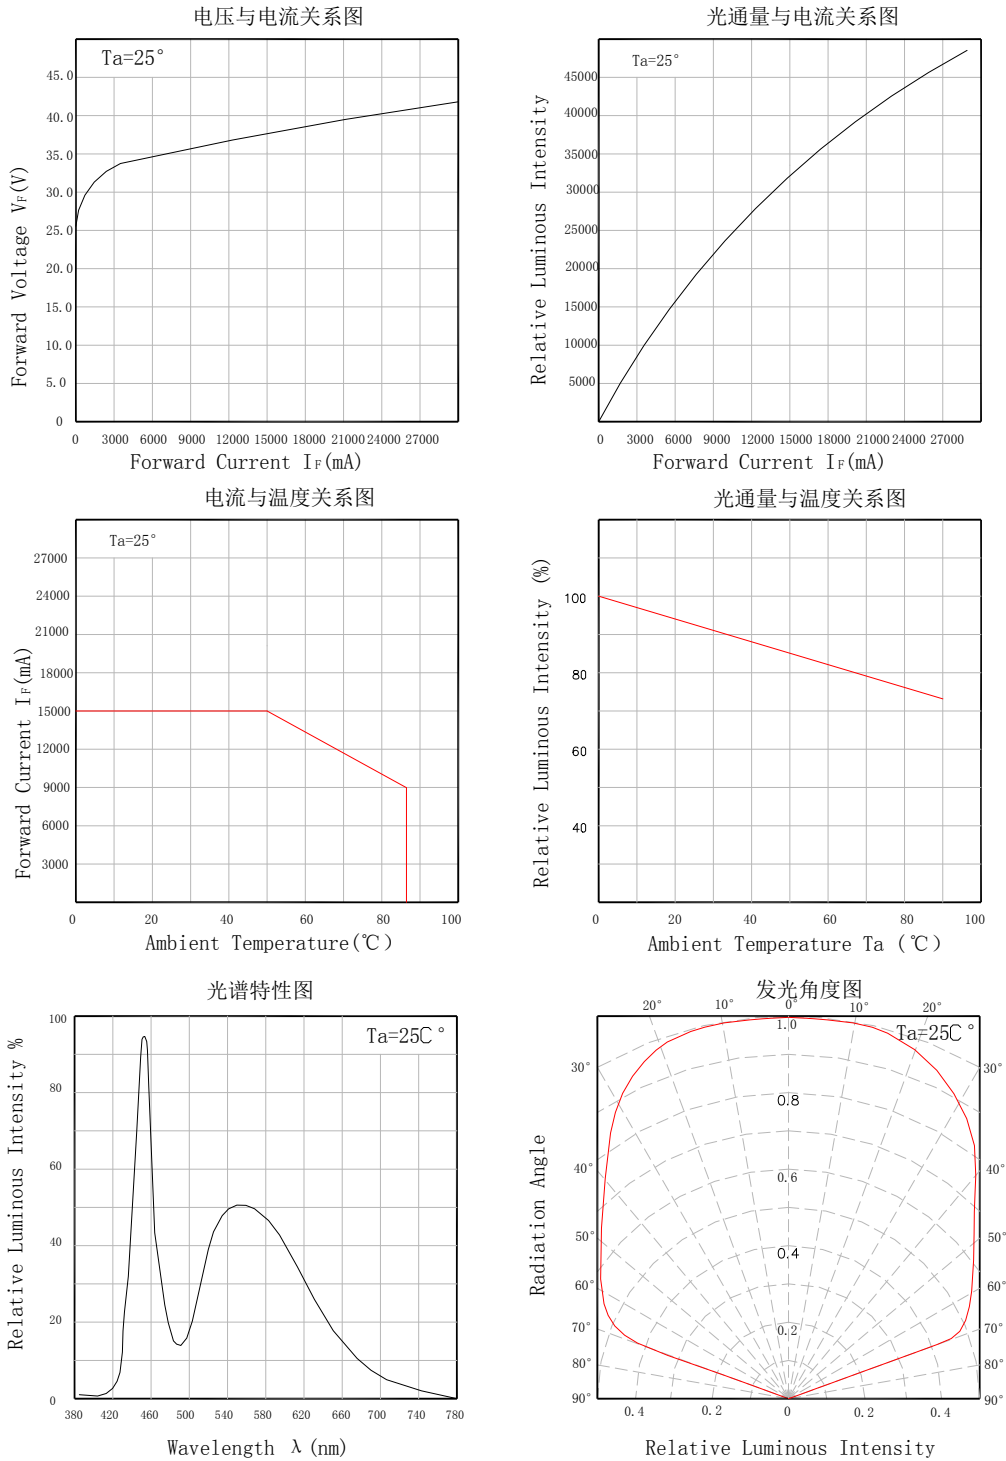 电压与电流关系图
Ta=25°
45.0
40.0
35.0
30.0
25.0
20.0
15.0
10.0
5.0
0
Forward Voltage VF(V)
0 3000 6000 9000 12000 15000 18000 21000 24000 27000
Forward Current IF(mA)
光通量与电流关系图
Ta=25°
45000
40000
35000
30000
25000
20000
15000
10000
5000
Relative Luminous Intensity
0 3000 6000 9000 12000 15000 18000 21000 24000 27000
Forward Current IF(mA)
电流与温度关系图
Ta=25°
27000
24000
21000
18000
15000
12000
9000
6000
3000
Forward Current IF(mA)
0 20 40 60 80 100
Ambient Temperature(℃)
光通量与温度关系图
100
80
60
40
Relative Luminous Intensity (%)
0 20 40 60 80 100
Ambient Temperature Ta (℃)
光谱特性图
Ta=25C °
100
80
60
40
20
0
Relative Luminous Intensity %
380 420 460 500 540 580 620 660 700 740 780
Wavelength λ (nm)
发光角度图
20° 10° 0° 10° 20°
Ta=25C °
1.0
30° 30°
0.8
40° 40°
0.6
50° 50°
0.4
60° 60°
70° 0.2 70°
80° 80°
90° 90°
Radiation Angle
0.4 0.2 0 0.2 0.4
Relative Luminous Intensity